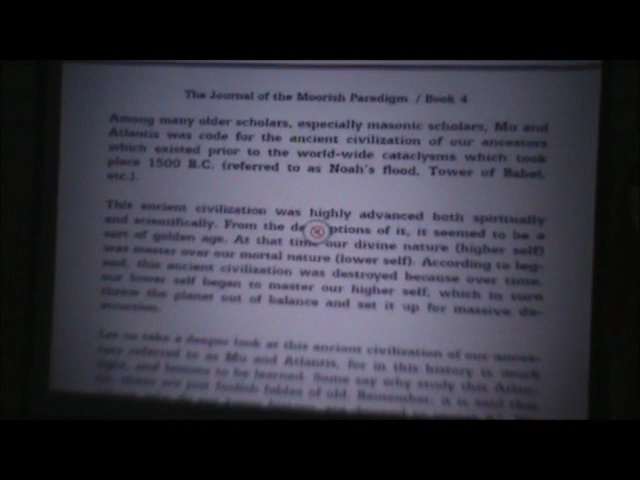 The Journal of the Moorish Paradigm / Book 4
Among many older scholars, especially masonic scholars, Mu and
Atlantis was code for the ancient civilization of our ancestors
which existed prior to the world-wide cataclysms which took
place 1500 B.C. (referred to as Noah's flood, Tower of Babel,
etc.).
This ancient civilization was highly advanced both spiritually
and scientifically. From the de ptions of it, it seemed to be a
sort of golden age. At that time our divine nature (higher self)
was master over our mortal nature (lower self). According to leg-
end, this ancient civilization was destroyed because over time,
our lower self began to master our higher self, which in turn
threw the planet out of balance and set it up for massive de-
struction.
Let us take a deeper look at this ancient civilization of our ances-
tors referred to as Mu and Atlantis, for in this history is much
light, and lessons to be learned. Some say why study this Atlan-
these are just foolish fables of old. Remember, it is said that